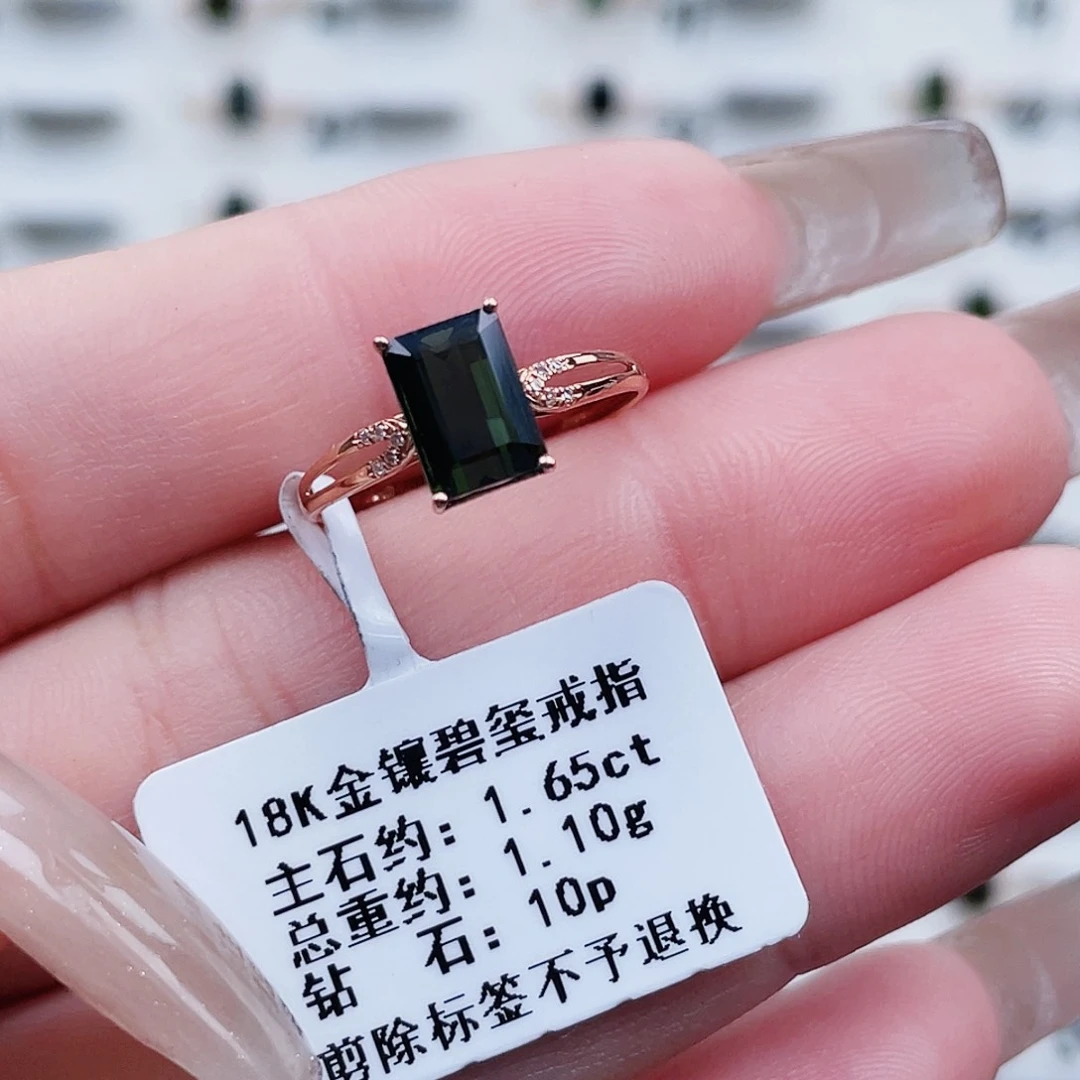 18K金镶碧玺戒指
主石约: 1.65ct
总重约: 1.10g
钻 石: 10p
剪除标签不予退换